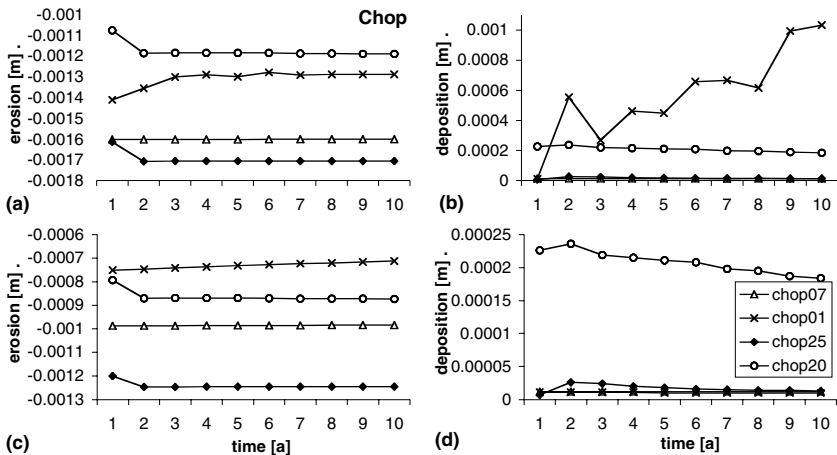 Chop
erosion [m] .
-0.001
-0.0011
-0.0012
-0.0013
-0.0014
-0.0015
-0.0016
-0.0017
-0.0018
1 2 3 4 5 6 7 8 9 10
(a)
deposition [m] .
0.001
0.0008
0.0006
0.0004
0.0002
0
1 2 3 4 5 6 7 8 9 10
(b)
erosion [m] .
-0.0006
-0.0007
-0.0008
-0.0009
-0.001
-0.0011
-0.0012
-0.0013
1 2 3 4 5 6 7 8 9 10
time [a]
(c)
deposition [m] .
0.00025
0.0002
0.00015
0.0001
0.00005
0
1 2 3 4 5 6 7 8 9 10
time [a]
(d)
chop07
chop01
chop25
chop20